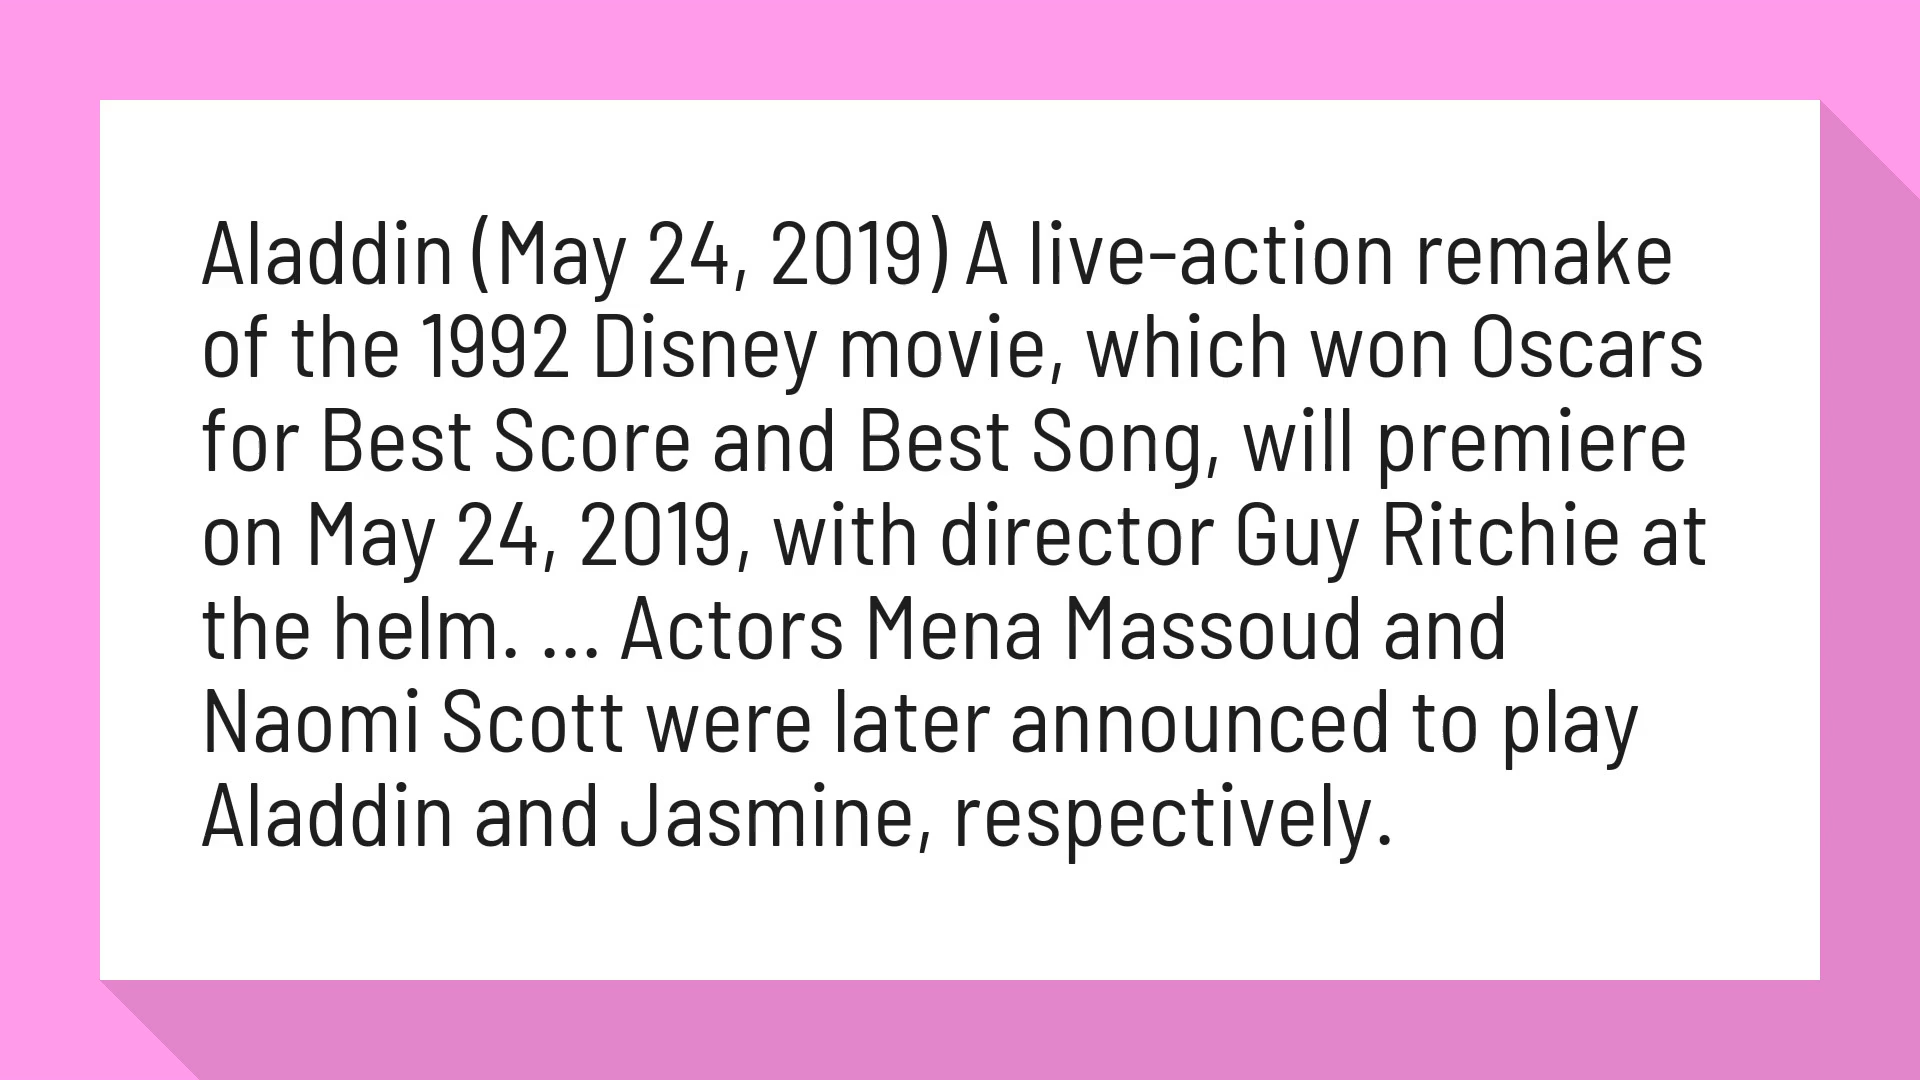 Aladdin (May 24, 2019) A live-action remake
of the 1992 Disney movie, which won Oscars
for Best Score and Best Song, will premiere
on May 24, 2019, with director Guy Ritchie at
the helm. ... Actors Mena Massoud and
Naomi Scott were later announced to play
Aladdin and Jasmine, respectively.